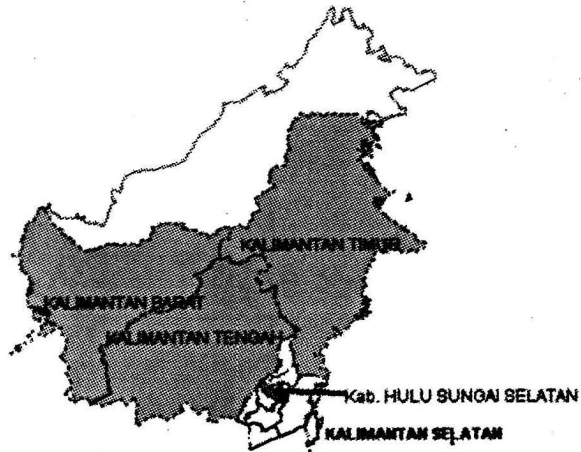 KALIMANTAN TIMUR
KALIMANTAN BARAT
KALIMANTAN TENGAH
Kab. HULU SUNGAI SELATAN
KALIMANTAN SELATAN